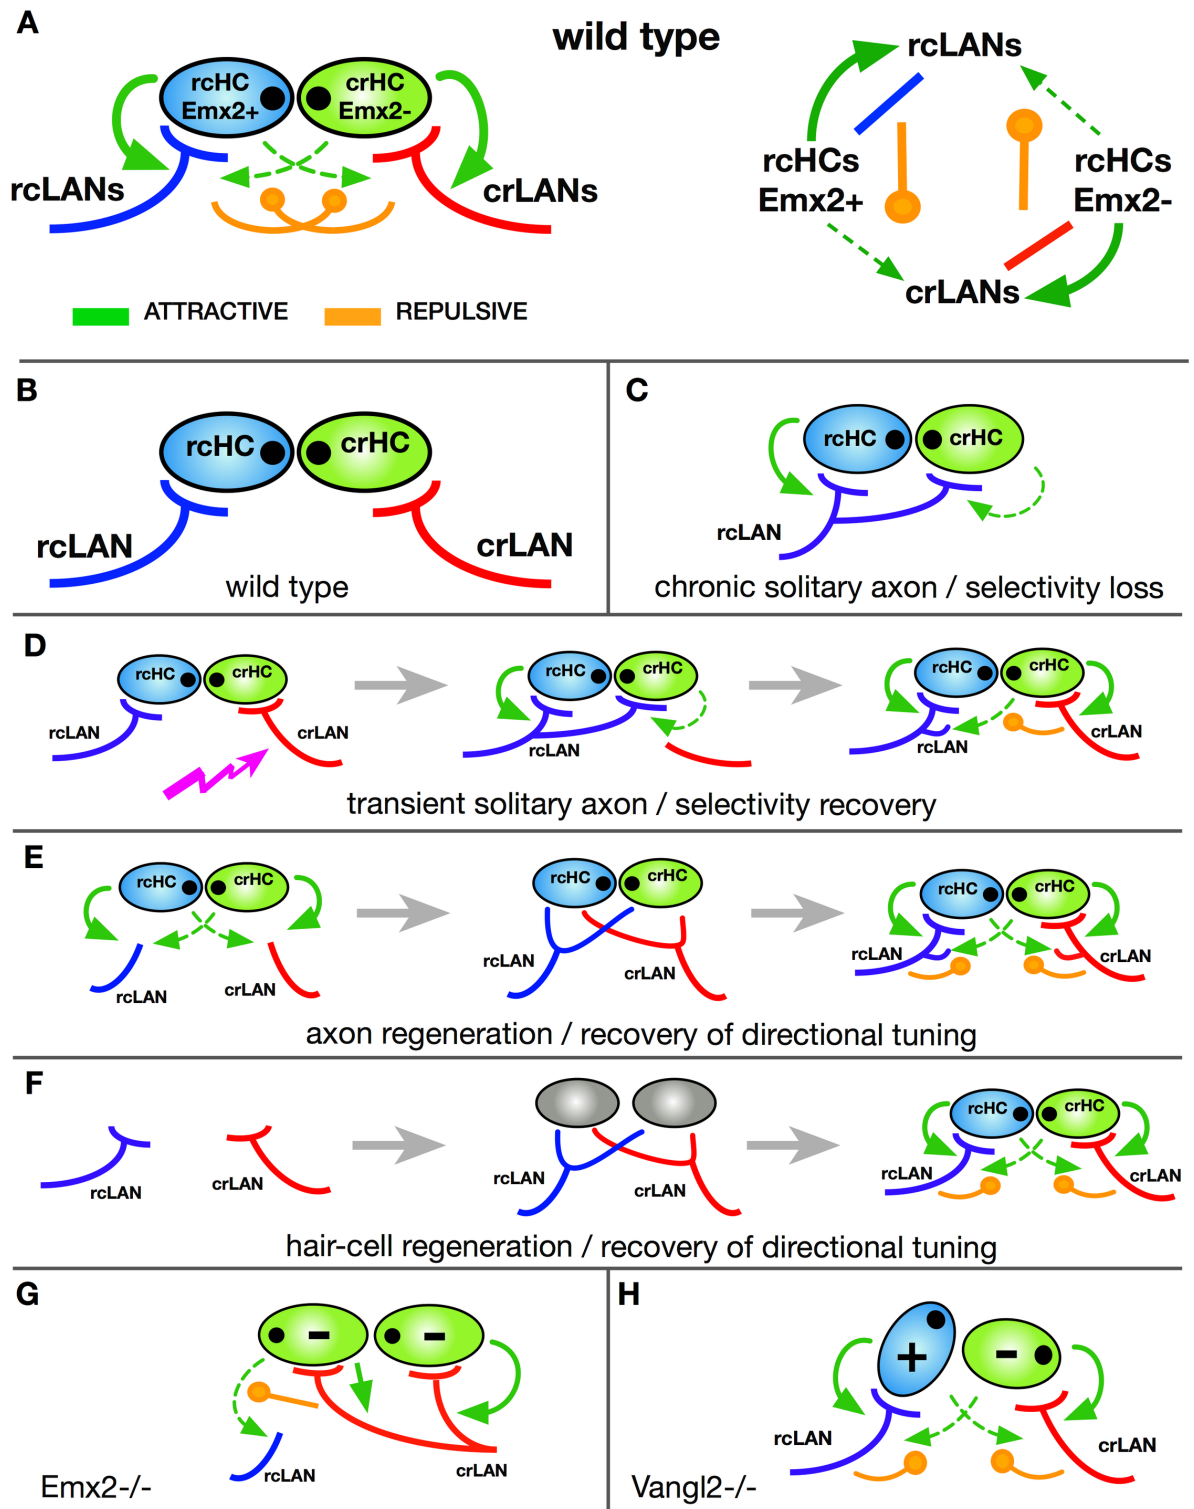 A
wild type
rcHC
Emx2+
crHC
Emx2-
rcLANs
crLANs
ATTRACTIVE
REPULSIVE
rcLANs
rcHCs
Emx2+
rcHCs
Emx2-
crLANs
B
rcHC
crHC
rcLAN
crLAN
wild type
C
rcHC
crHC
rcLAN
chronic solitary axon / selectivity loss
D
rcHC
crHC
rcLAN
crLAN
rcHC
crHC
rcLAN
rcHC
crHC
rcLAN
crLAN
transient solitary axon / selectivity recovery
E
rcHC
crHC
rcLAN
crLAN
rcHC
crHC
rcLAN
crLAN
rcHC
crHC
rcLAN
crLAN
axon regeneration / recovery of directional tuning
F
rcLAN
crLAN
rcLAN
crLAN
rcHC
crHC
rcLAN
crLAN
hair-cell regeneration / recovery of directional tuning
G
-
-
rcLAN
crLAN
Emx2-/-
H
+
-
rcLAN
crLAN
Vangl2-/-